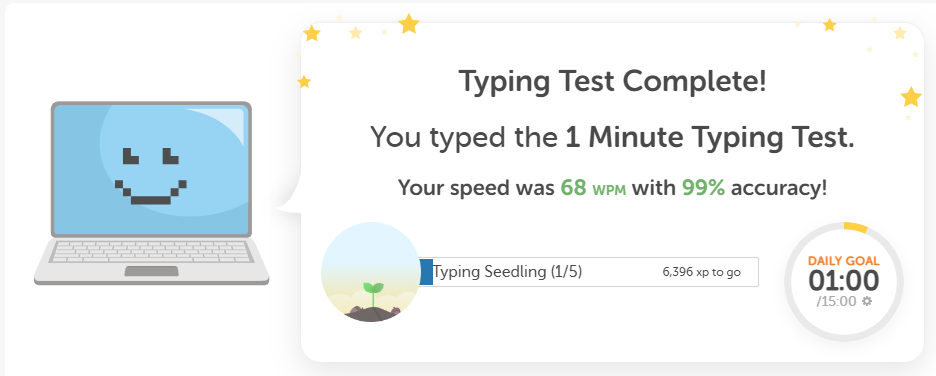 Typing Test Complete!
You typed the 1 Minute Typing Test.
Your speed was 68 WPM with 99% accuracy!
Typing Seedling (1/5) 6,396 xp to go
DAILY GOAL
01:00
/15:00